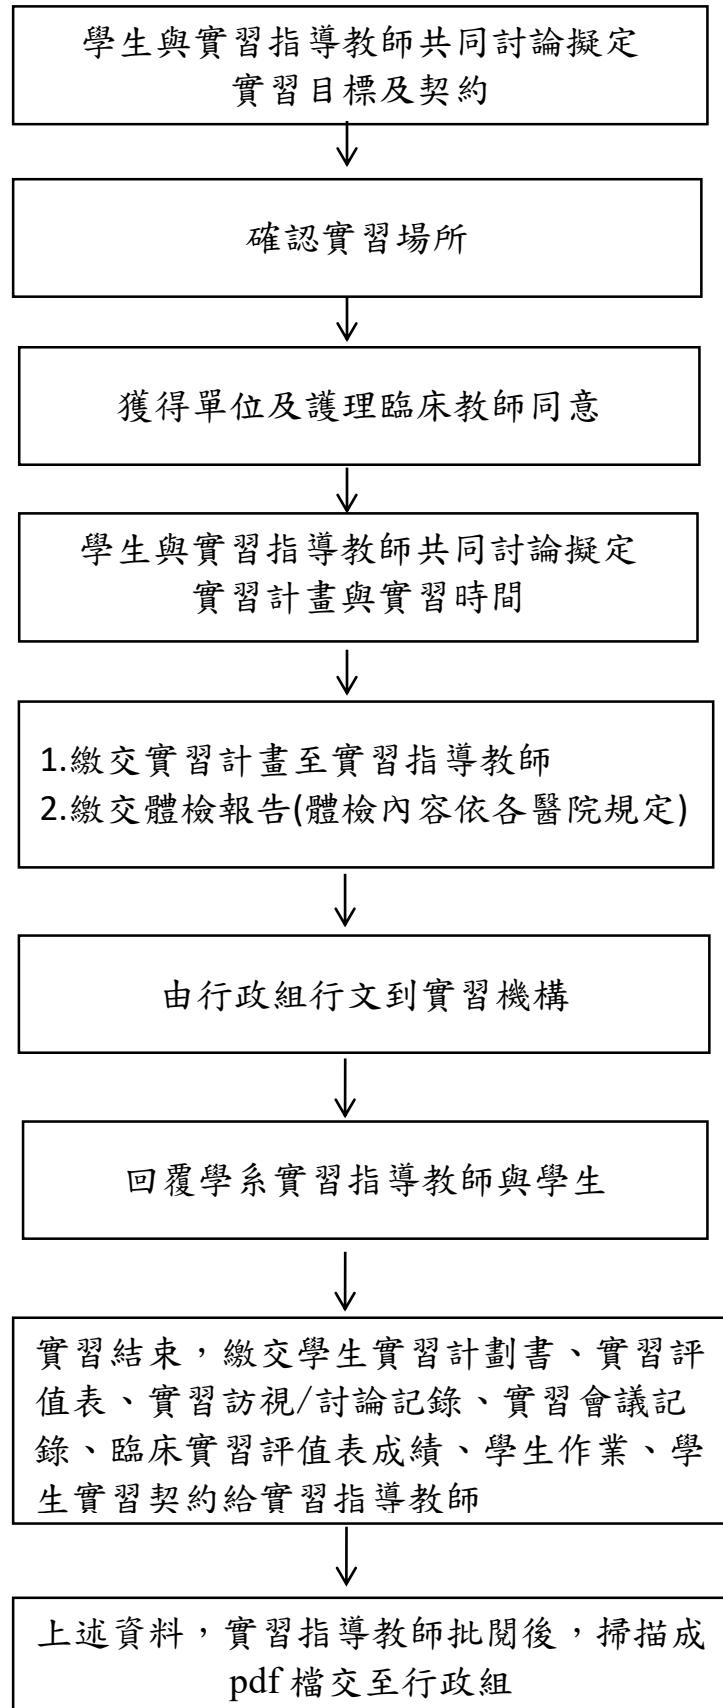 學生與實習指導教師共同討論擬定
實習目標及契約
確認實習場所
獲得單位及護理臨床教師同意
學生與實習指導教師共同討論擬定
實習計畫與實習時間
1.繳交實習計畫至實習指導教師
2.繳交體檢報告(體檢內容依各醫院規定)
由行政組行文到實習機構
回覆學系實習指導教師與學生
實習結束，繳交學生實習計劃書、實習評
值表、實習訪視/討論記錄、實習會議記
錄、臨床實習評值表成績、學生作業、學
生實習契約給實習指導教師
上述資料，實習指導教師批閱後，掃描成
pdf 檔交至行政組